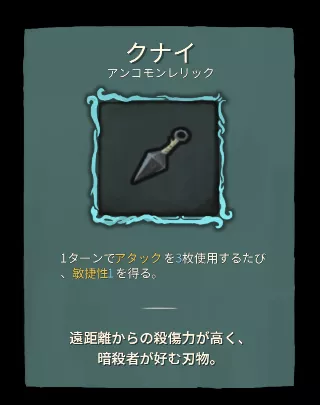 クナイ
アンコモンレリック
1ターンでアタックを3枚使用するたび
、敏捷性1を得る。
遠距離からの殺傷力が高く、
暗殺者が好む刃物。